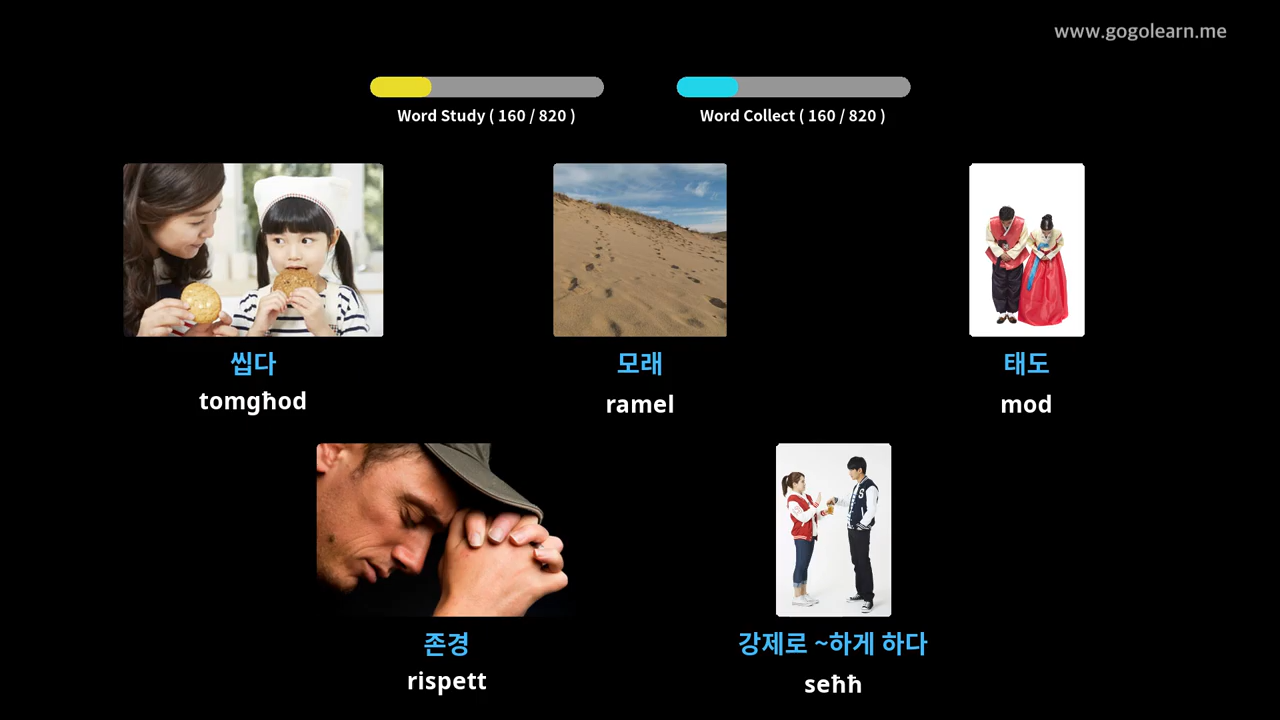 www.gogolearn.me
Word Study ( 160 / 820 )
Word Collect ( 160 / 820 )
씹다
tomgħod
모래
ramel
태도
mod
존경
rispett
강제로 ~하게 하다
seħħ